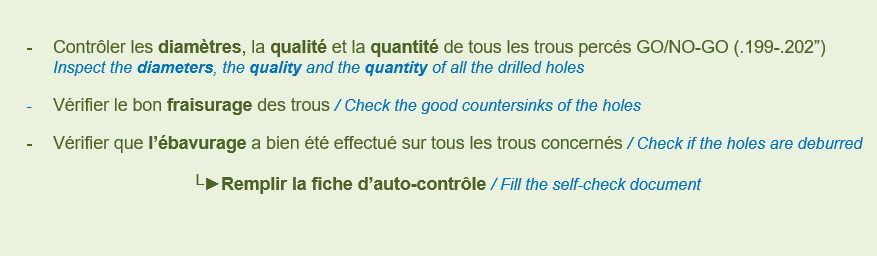 - Contrôler les diamètres, la qualité et la quantité de tous les trous percés GO/NO-GO (.199-.202”)
Inspect the diameters, the quality and the quantity of all the drilled holes
- Vérifier le bon fraisurage des trous / Check the good countersinks of the holes
- Vérifier que l’ébavurage a bien été effectué sur tous les trous concernés / Check if the holes are deburred
└►Remplir la fiche d’auto-contrôle / Fill the self-check document